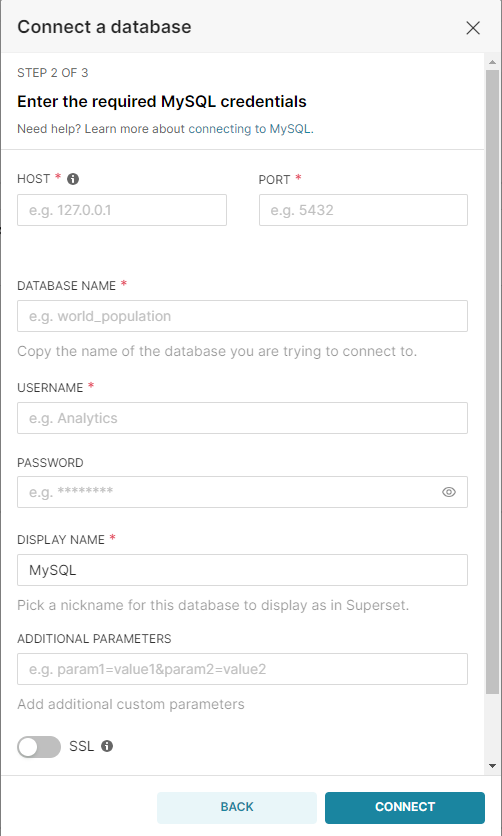 Connect a database
STEP 2 OF 3
Enter the required MySQL credentials
Need help? Learn more about connecting to MySQL.
HOST * PORT *
e.g. 127.0.0.1 e.g. 5432
DATABASE NAME *
e.g. world_population
Copy the name of the database you are trying to connect to.
USERNAME *
e.g. Analytics
PASSWORD
e.g. ********
DISPLAY NAME *
MySQL
Pick a nickname for this database to display as in Superset.
ADDITIONAL PARAMETERS
e.g. param1=value1&param2=value2
Add additional custom parameters
SSL
BACK CONNECT